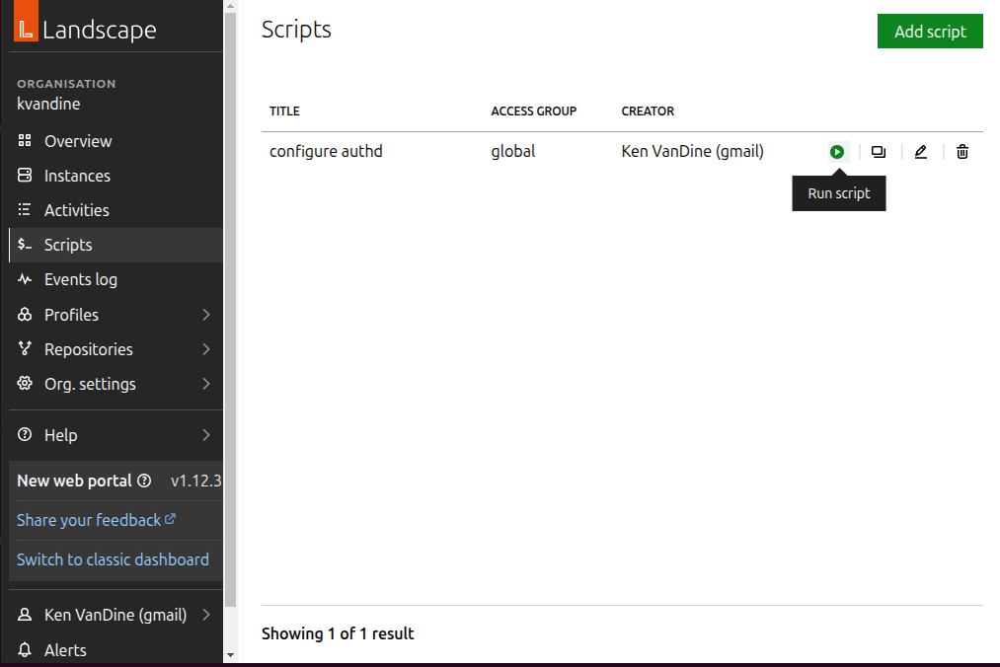 Landscape
ORGANISATION
kvandine
Overview
Instances
Activities
$_ Scripts
Events log
Profiles
Repositories
Org. settings
Help
New web portal v1.12.3
Share your feedback
Switch to classic dashboard
Ken VanDine (gmail)
Alerts
Scripts
Add script
TITLE ACCESS GROUP CREATOR
configure authd global Ken VanDine (gmail)
Run script
Showing 1 of 1 result